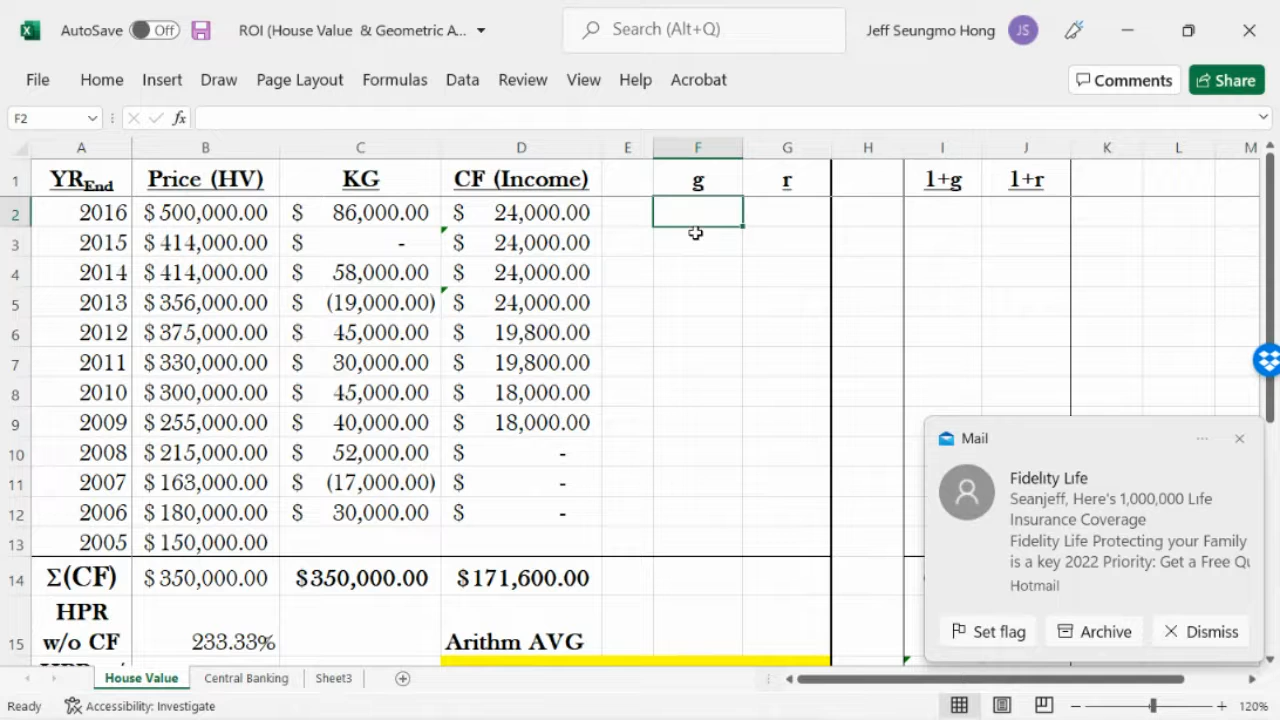 AutoSave Off ROI (House Value & Geometric A... Search (Alt+Q) Jeff Seungmo Hong JS
File Home Insert Draw Page Layout Formulas Data Review View Help Acrobat Comments Share
F2 fx
A B C D E F G H I J K L M
1 YREnd Price (HV) KG CF (Income) g r 1+g 1+r
2 2016 $ 500,000.00 $ 86,000.00 $ 24,000.00
3 2015 $ 414,000.00 $ - $ 24,000.00
4 2014 $ 414,000.00 $ 58,000.00 $ 24,000.00
5 2013 $ 356,000.00 $ (19,000.00) $ 24,000.00
6 2012 $ 375,000.00 $ 45,000.00 $ 19,800.00
7 2011 $ 330,000.00 $ 30,000.00 $ 19,800.00
8 2010 $ 300,000.00 $ 45,000.00 $ 18,000.00
9 2009 $ 255,000.00 $ 40,000.00 $ 18,000.00
10 2008 $ 215,000.00 $ 52,000.00 $ -
11 2007 $ 163,000.00 $ (17,000.00) $ -
12 2006 $ 180,000.00 $ 30,000.00 $ -
13 2005 $ 150,000.00
14 Σ(CF) $ 350,000.00 $350,000.00 $171,600.00
HPR
15 w/o CF 233.33% Arithm AVG
Mail
Fidelity Life
Seanjeff, Here's 1,000,000 Life
Insurance Coverage
Fidelity Life Protecting your Family
is a key 2022 Priority: Get a Free
Hotmail
Set flag Archive Dismiss
House Value Central Banking Sheet3
Ready Accessibility: Investigate 120%